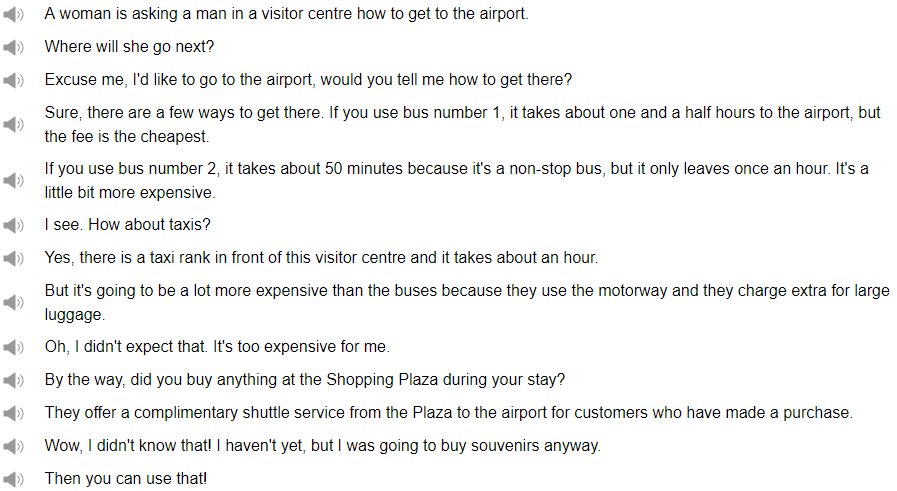 A woman is asking a man in a visitor centre how to get to the airport.
Where will she go next?
Excuse me, I'd like to go to the airport, would you tell me how to get there?
Sure, there are a few ways to get there. If you use bus number 1, it takes about one and a half hours to the airport, but
the fee is the cheapest.
If you use bus number 2, it takes about 50 minutes because it's a non-stop bus, but it only leaves once an hour. It's a
little bit more expensive.
I see. How about taxis?
Yes, there is a taxi rank in front of this visitor centre and it takes about an hour.
But it's going to be a lot more expensive than the buses because they use the motorway and they charge extra for large
luggage.
Oh, I didn't expect that. It's too expensive for me.
By the way, did you buy anything at the Shopping Plaza during your stay?
They offer a complimentary shuttle service from the Plaza to the airport for customers who have made a purchase.
Wow, I didn't know that! I haven't yet, but I was going to buy souvenirs anyway.
Then you can use that!